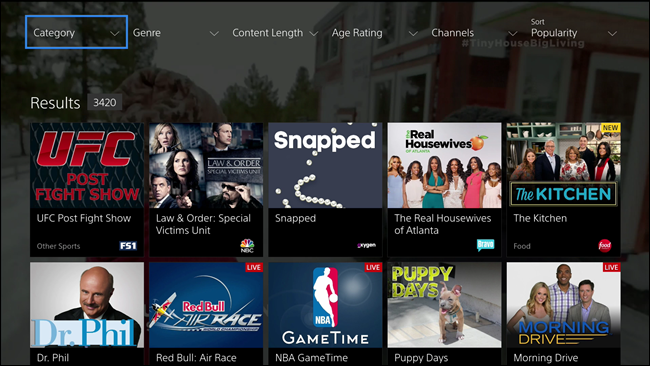 Category
Genre
Content Length
Age Rating
Channels
Sort
Popularity
#TinyHouseBigLiving
Results 3420
UFC
POST
FIGHT SHOW
UFC Post Fight Show
Other Sports FS1
LAW & ORDER:
SPECIAL VICTIMS UNIT
Law & Order: Special
Victims Unit
NBC
Snapped
Snapped
oxygen
The Real
Housewives
OF ATLANTA
The Real Housewives
of Atlanta
Bravo
NEW
THE KITCHEN
The Kitchen
Food food
Dr. Phil
Dr. Phil
LIVE
Red Bull
AIR RACE
WORLD CHAMPIONSHIP
Red Bull: Air Race
LIVE
NBA
GAMETIME
NBA GameTime
PUPPY
DAYS
Puppy Days
LIVE
MORNING
DRIVE
Morning Drive